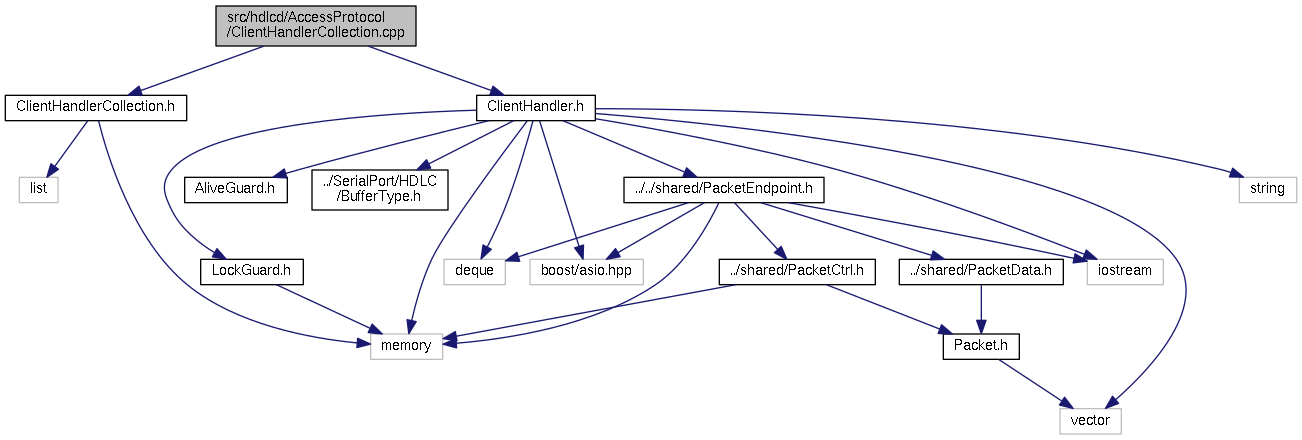 src/hdlcd/AccessProtocol
/ClientHandlerCollection.cpp
ClientHandlerCollection.h
ClientHandler.h
list
AliveGuard.h
../SerialPort/HDLC
/BufferType.h
../../shared/PacketEndpoint.h
string
LockGuard.h
deque
boost/asio.hpp
../shared/PacketCtrl.h
../shared/PacketData.h
iostream
memory
Packet.h
vector